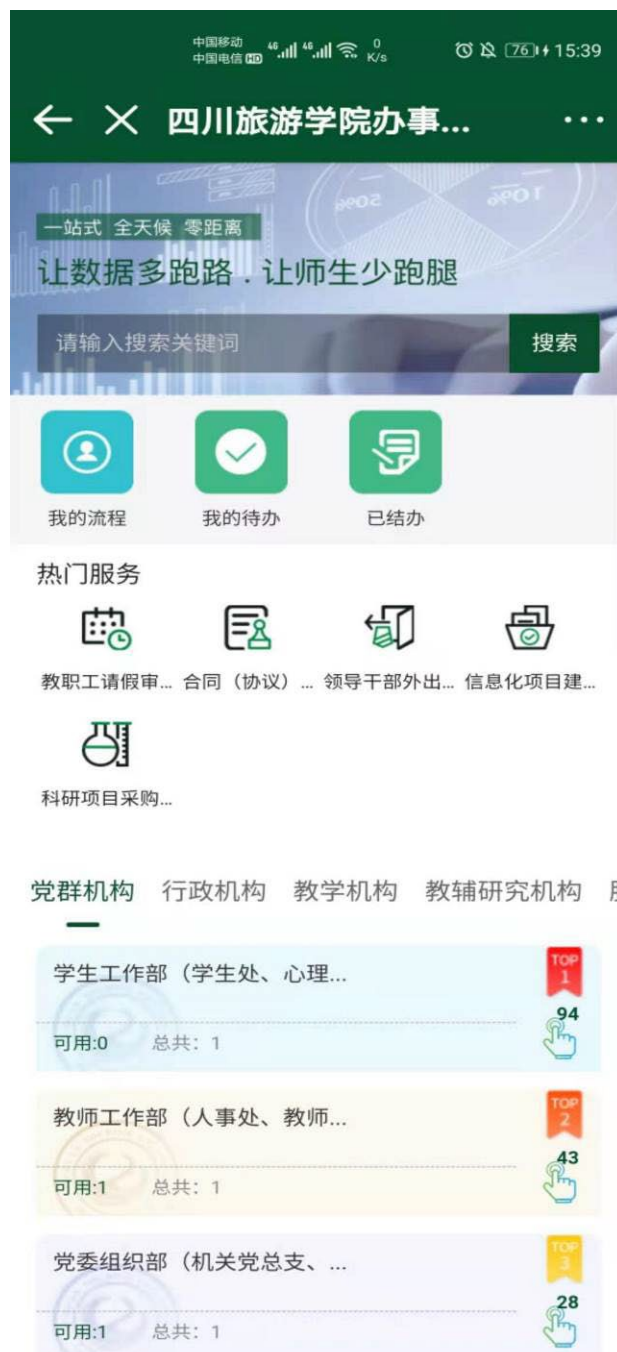 中国移动
中国电信 HD 4G 4G 0 K/s 76 15:39
四川旅游学院办事...
一站式 全天候 零距离
让数据多跑路 . 让师生少跑腿
请输入搜索关键词 搜索
我的流程 我的待办 已结办
热门服务
教职工请假审... 合同（协议）... 领导干部外出... 信息化项目建...
科研项目采购...
党群机构 行政机构 教学机构 教辅研究机构
学生工作部（学生处、心理... TOP 1
94
可用:0 总共：1
教师工作部（人事处、教师... TOP 2
43
可用:1 总共：1
党委组织部（机关党总支、... TOP 3
28
可用:1 总共：1